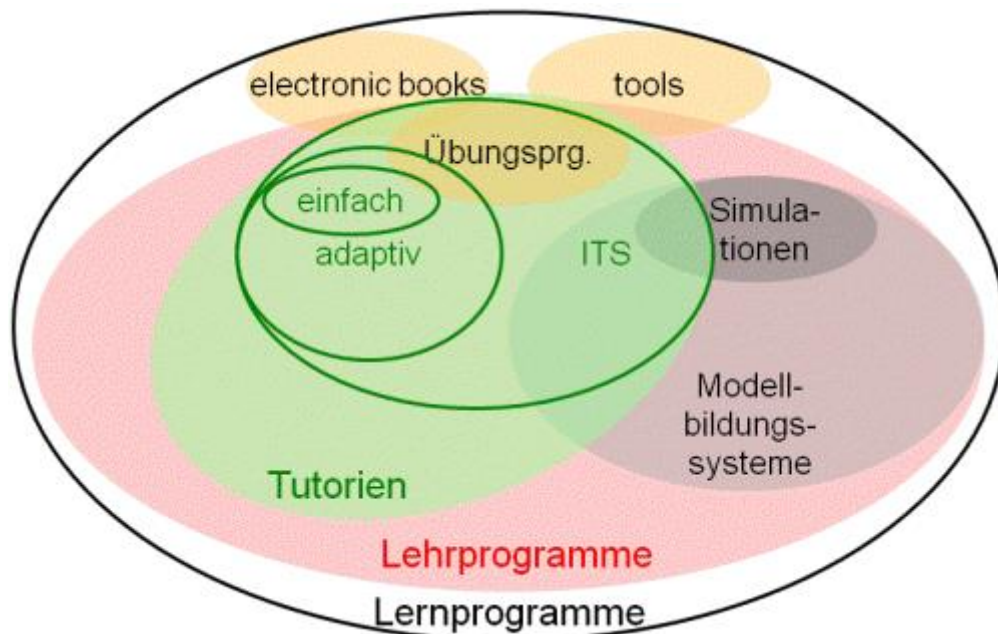 electronic books
tools
Übungsprg.
einfach
Simula-
tionen
adaptiv
ITS
Modell-
bildungs-
systeme
Tutorien
Lehrprogramme
Lernprogramme